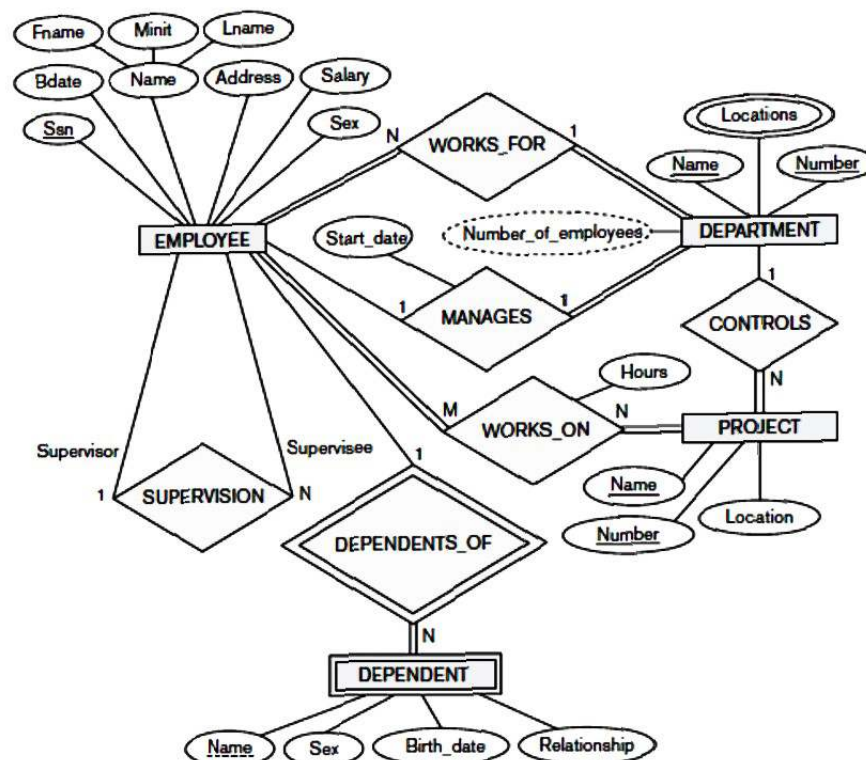 Fname
Minit
Lname
Bdate
Name
Address
Salary
Ssn
Sex
N
WORKS_FOR
1
Locations
Name
Number
EMPLOYEE
Start_date
Number_of_employees
DEPARTMENT
1
MANAGES
1
1
CONTROLS
N
Hours
M
WORKS_ON
N
PROJECT
Supervisor
Supervisee
1
SUPERVISION
N
1
Name
Number
Location
DEPENDENTS_OF
N
DEPENDENT
Name
Sex
Birth_date
Relationship